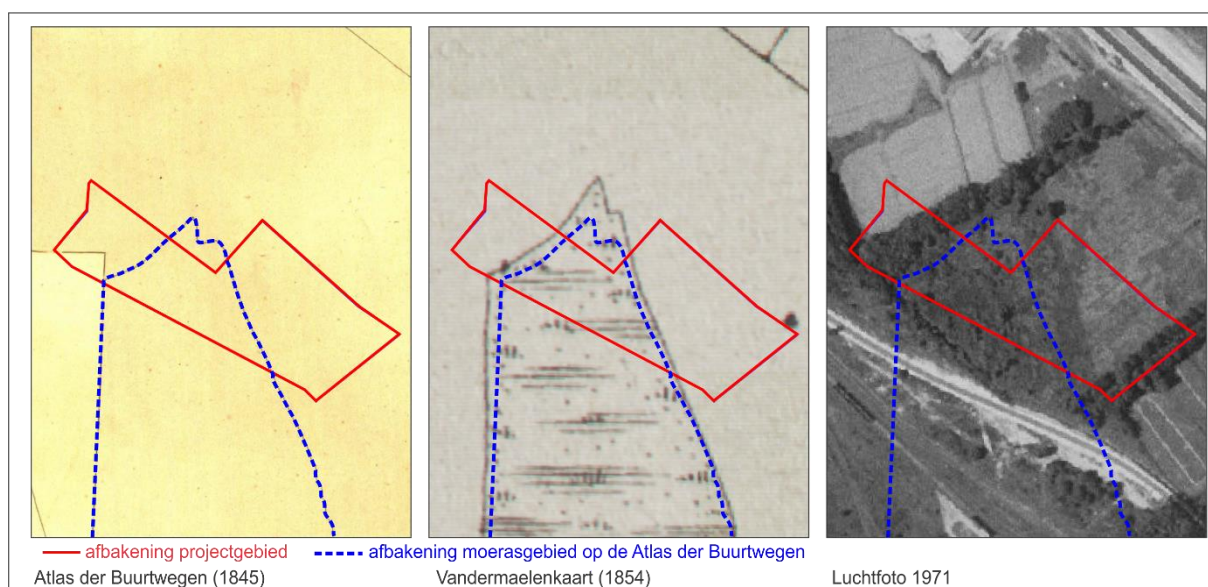 afbakening projectgebied afbakening moerasgebied op de Atlas der Buurtwegen
Atlas der Buurtwegen (1845) Vandermaelenkaart (1854) Luchtfoto 1971